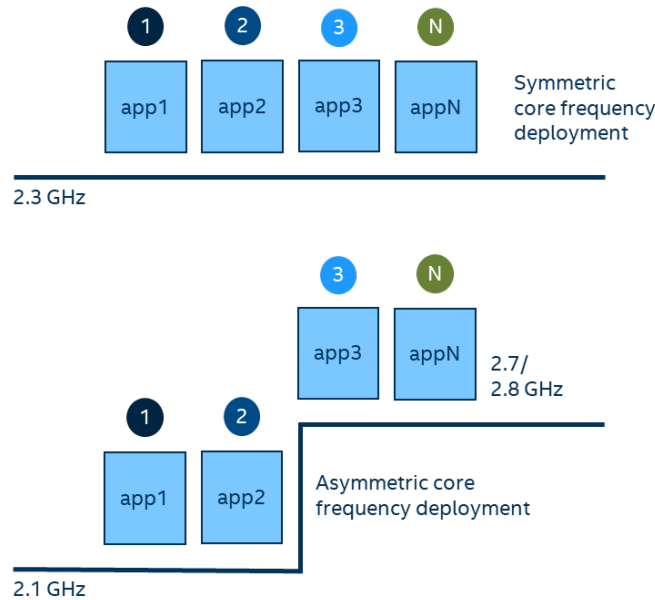 1
2
3
N
app1
app2
app3
appN
Symmetric
core frequency
deployment
2.3 GHz
3
N
app3
appN
2.7/
2.8 GHz
1
2
app1
app2
Asymmetric core
frequency deployment
2.1 GHz